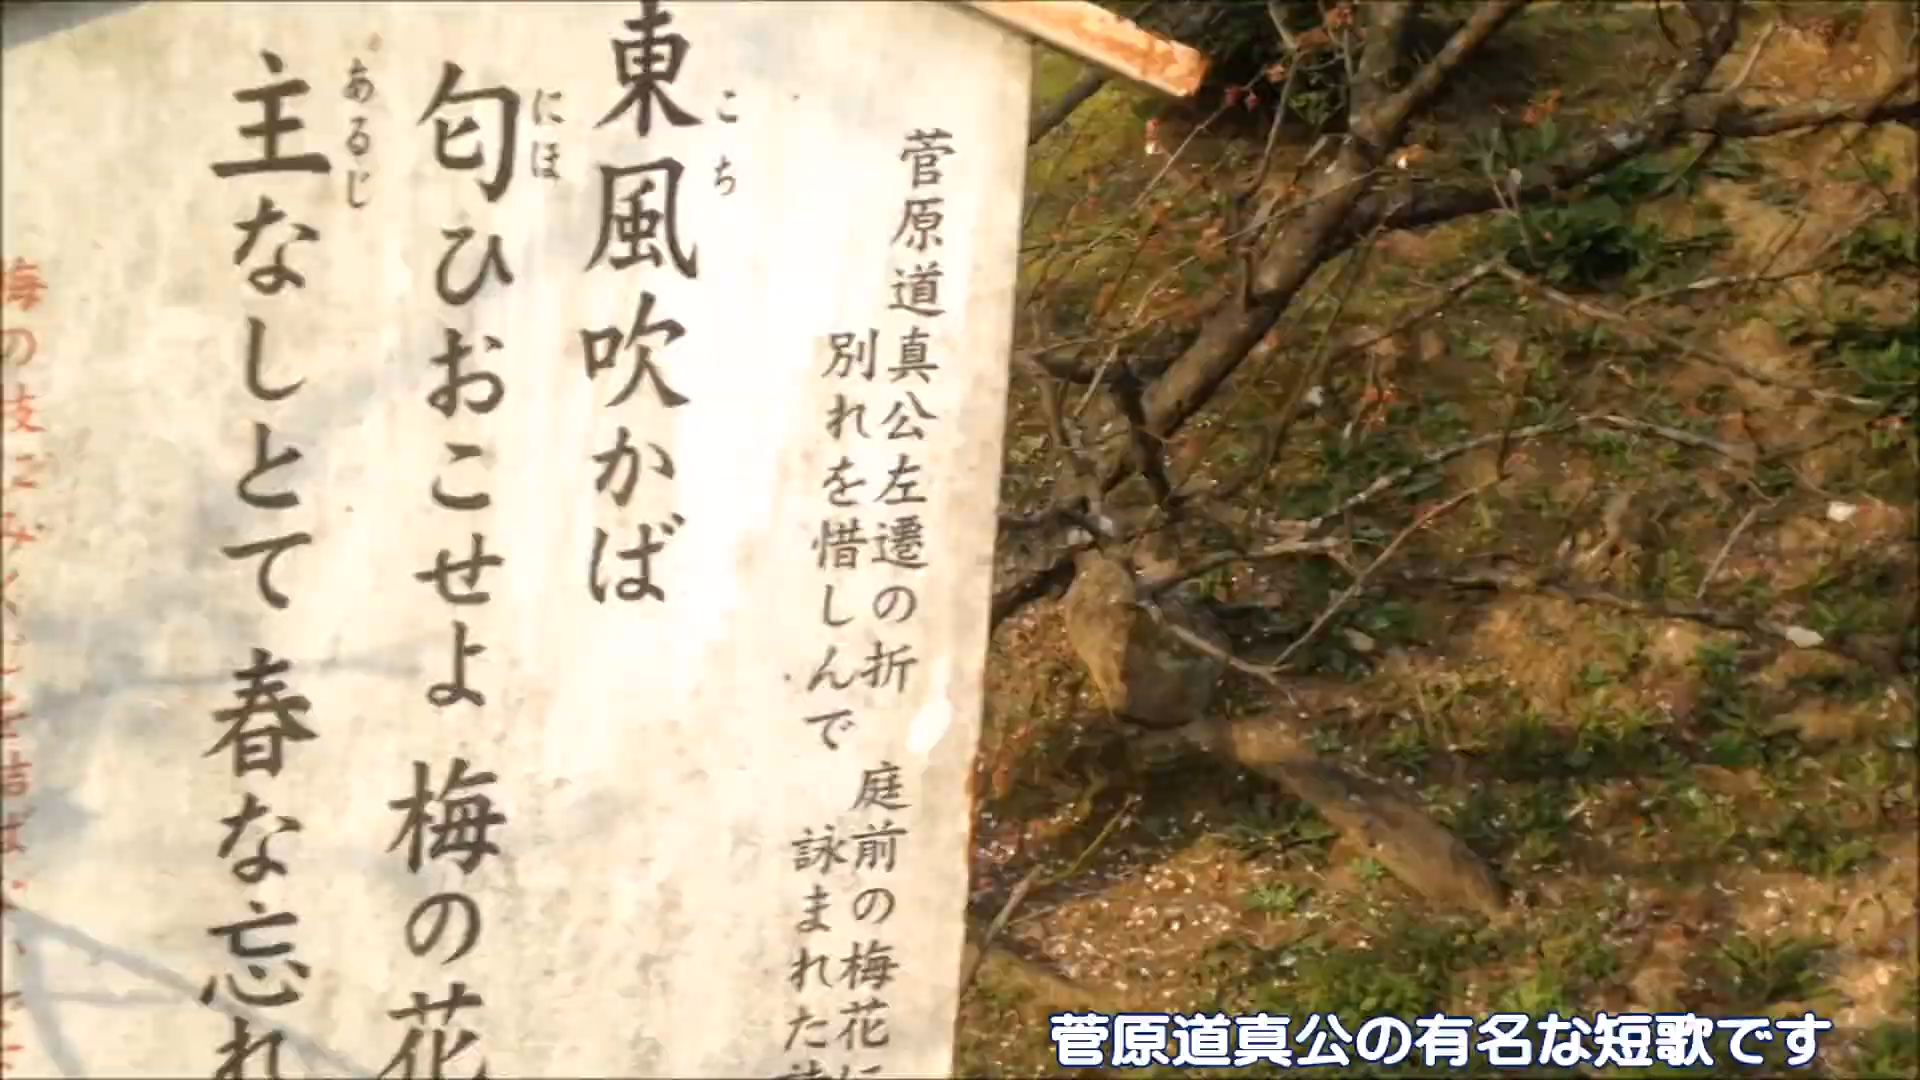 菅原道真公左遷の折 庭前の梅花に
別れを惜しんで 詠まれた
東風吹かば
こち
匂ひおこせよ 梅の花
にほ
主なしとて 春な忘れ
あるじ
菅原道真公の有名な短歌です